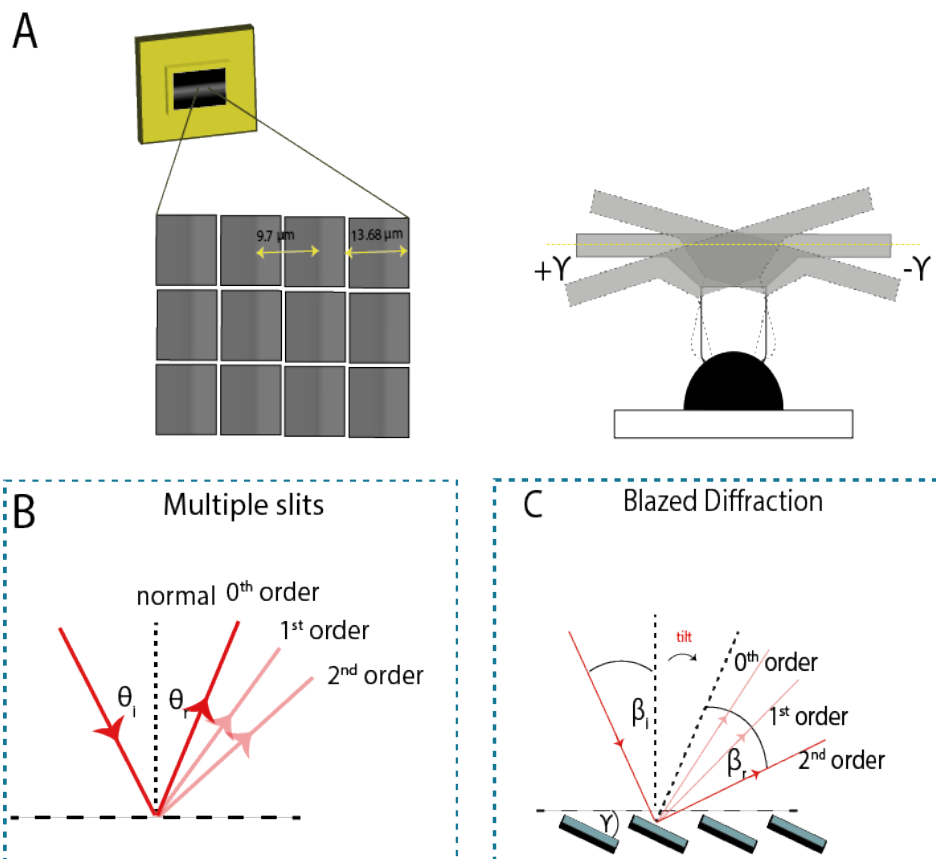 A
9.7 μm
13.68 μm
+ϒ
-ϒ
B
Multiple slits
normal
0th order
1st order
2nd order
θi
θr
C
Blazed Diffraction
tilt
0th order
1st order
2nd order
βi
βr
ϒ